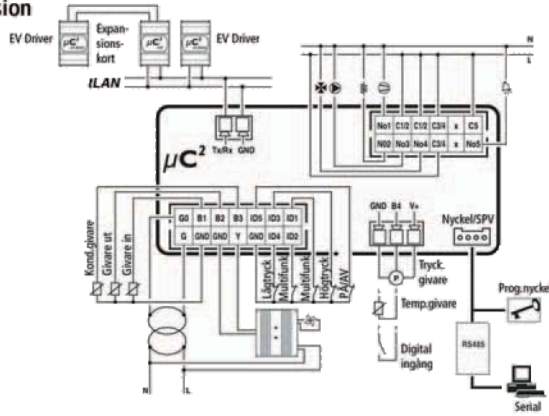 sion
EV Driver
Expan-
sions-
kort
EV Driver
µC²
µC²
µC²
tLAN
N
L
Tx/Rx GND
µC²
No1 C1/2 C1/2 C3/4 x C5
N02 No3 No4 C3/4 x No5
G0 B1 B2 B3 ID5 ID3 ID1
G GND GND Y GND ID4 ID2
GND B4 V+
Nyckel/SPV
Kond.givare
Givare ut
Givare in
Lågtryck
Multifunk
Multifunk
Högtryck
PÅ/AV
P
Tryck.
givare
Temp.givare
Digital
ingång
Prog.nycke
RS485
Serial
N L